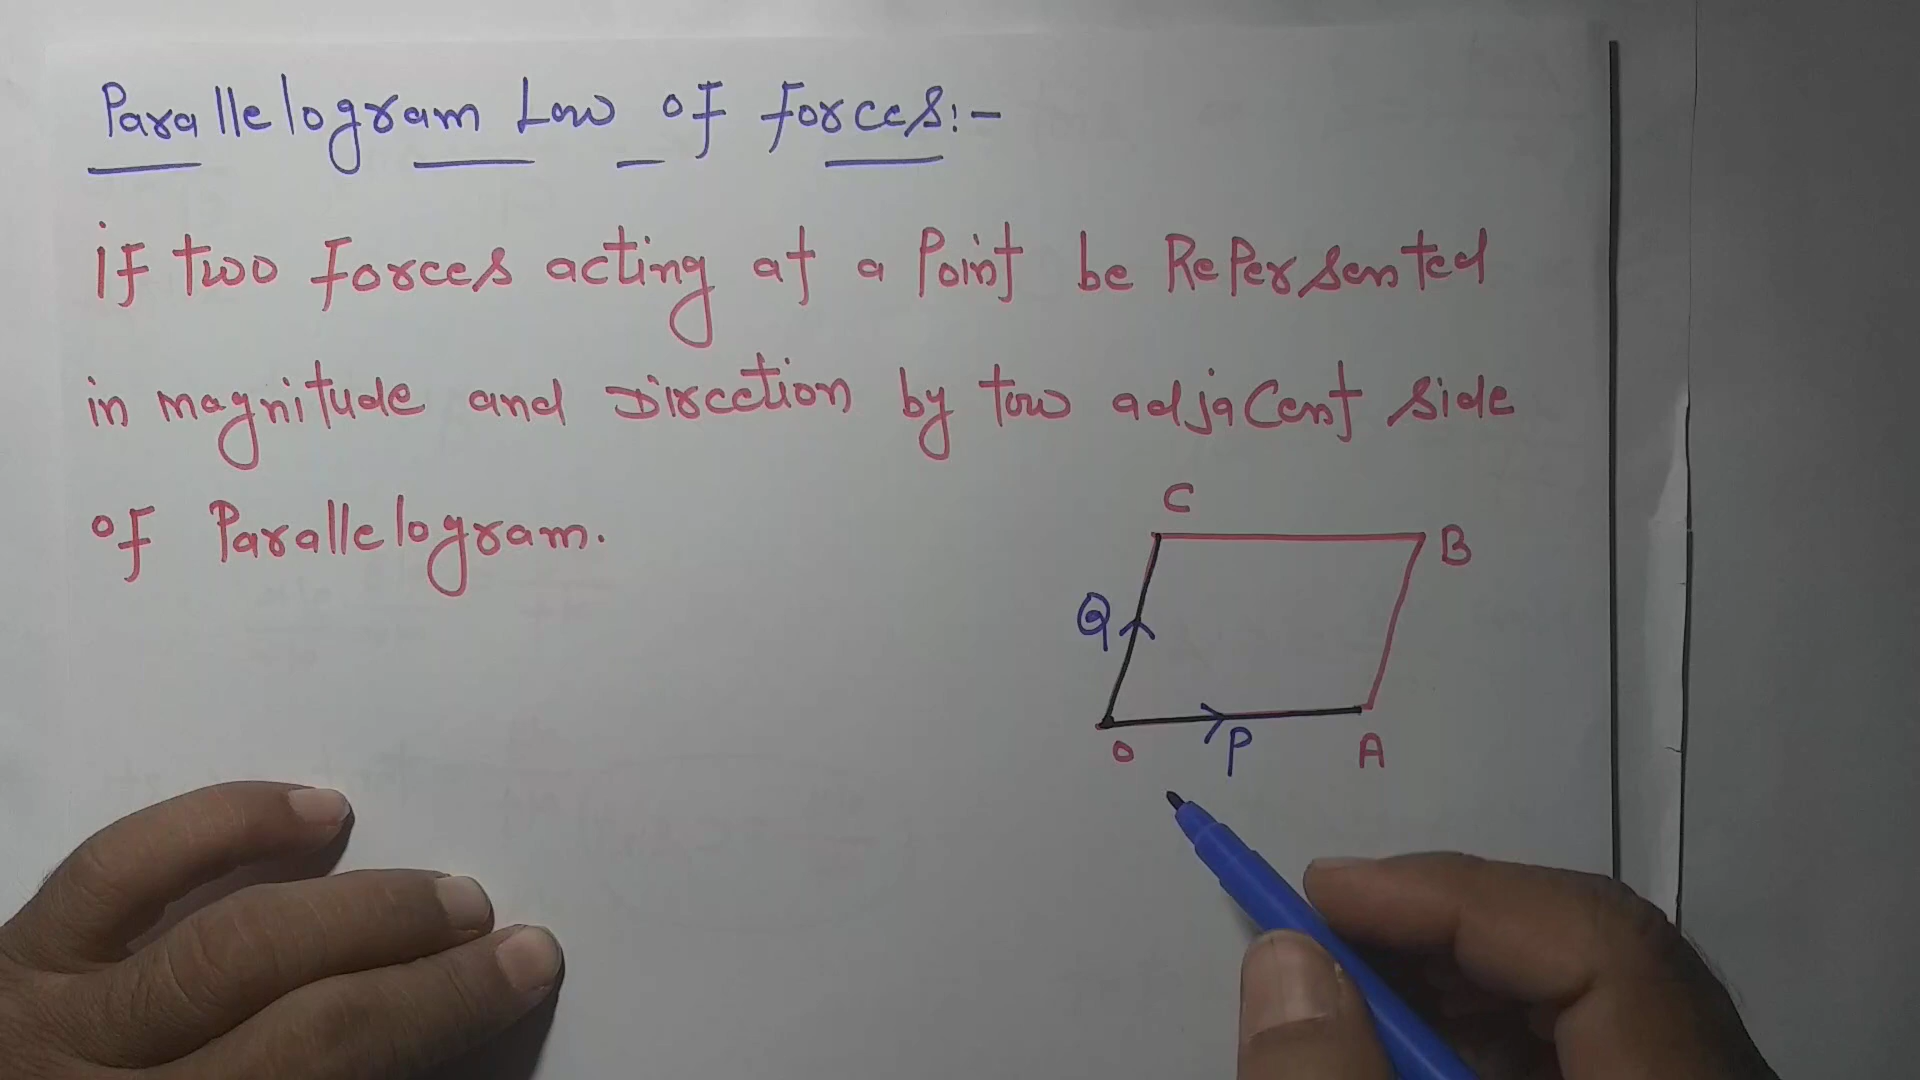 Parallelogram Law of forces:-
if two forces acting at a Point be RePersented
in magnitude and Direction by tow adjacent side
of Parallelogram.
C
B
Q
O P A